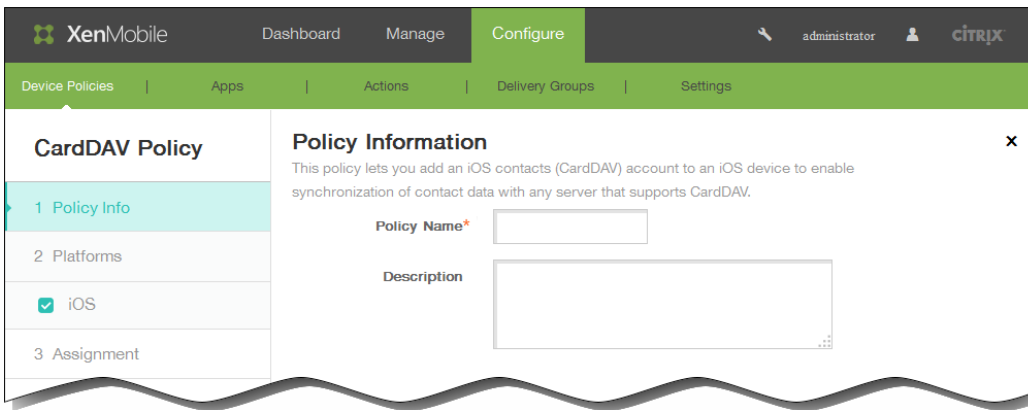 XenMobile Dashboard Manage Configure administrator CITRIX
Device Policies | Apps | Actions | Delivery Groups | Settings
CardDAV Policy
1 Policy Info
2 Platforms
iOS
3 Assignment
Policy Information
This policy lets you add an iOS contacts (CardDAV) account to an iOS device to enable
synchronization of contact data with any server that supports CardDAV.
Policy Name*
Description